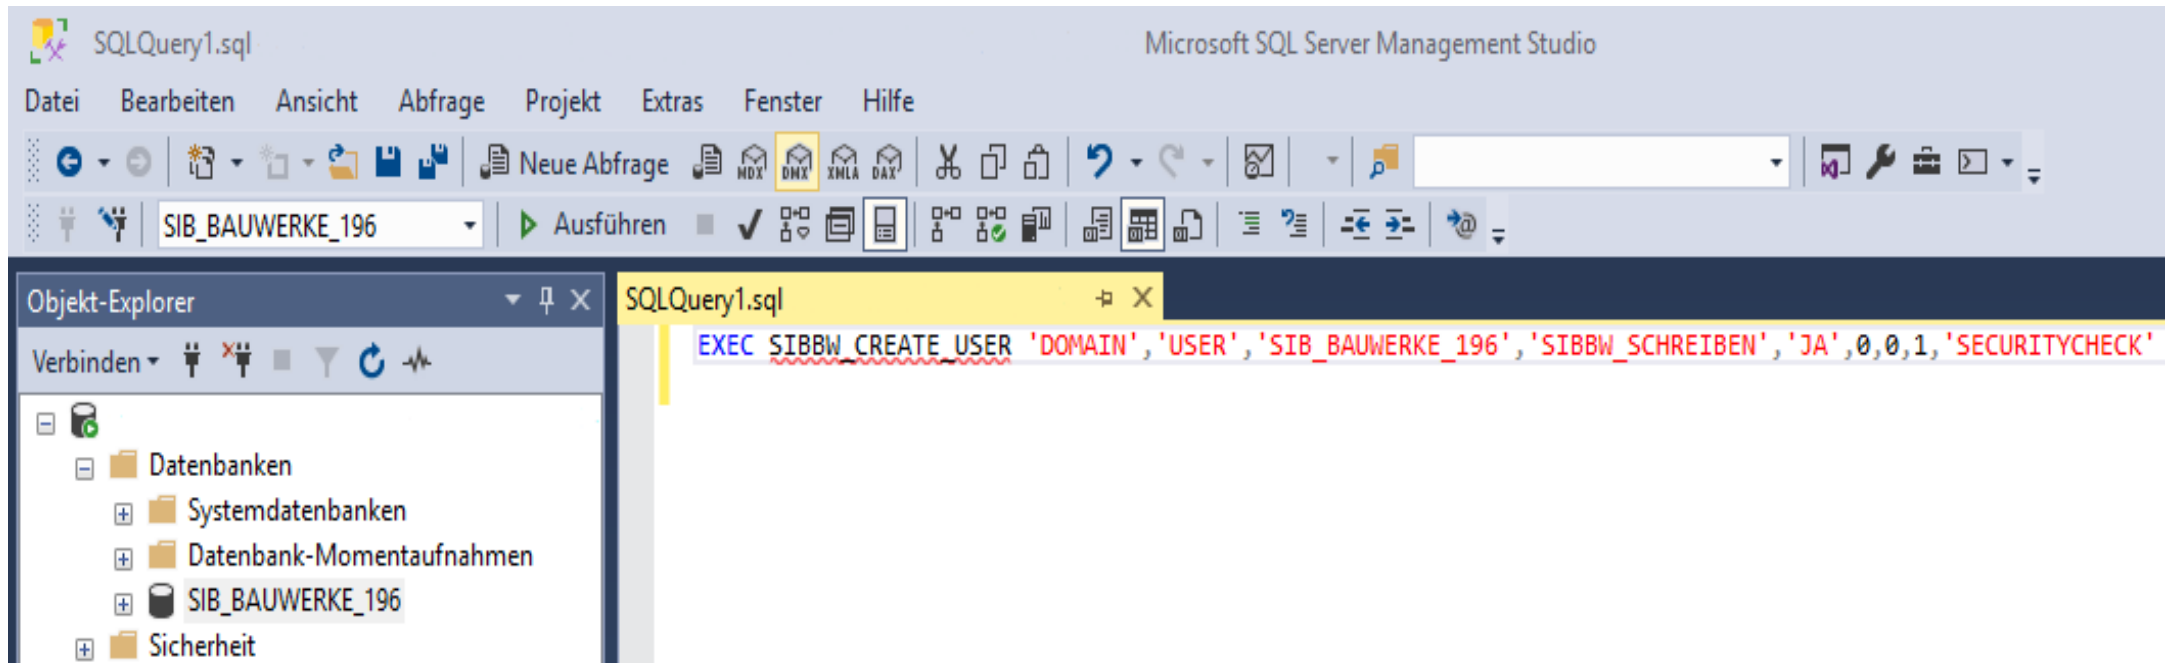 SQLQuery1.sql
Microsoft SQL Server Management Studio
Datei Bearbeiten Ansicht Abfrage Projekt Extras Fenster Hilfe
Neue Abfrage MDX DMX XMLA DAX
SIB_BAUWERKE_196 Ausführen
Objekt-Explorer
SQLQuery1.sql
Verbinden
EXEC SIBBW_CREATE_USER 'DOMAIN','USER','SIB_BAUWERKE_196','SIBBW_SCHREIBEN','JA',0,0,1,'SECURITYCHECK'
Datenbanken
Systemdatenbanken
Datenbank-Momentaufnahmen
SIB_BAUWERKE_196
Sicherheit